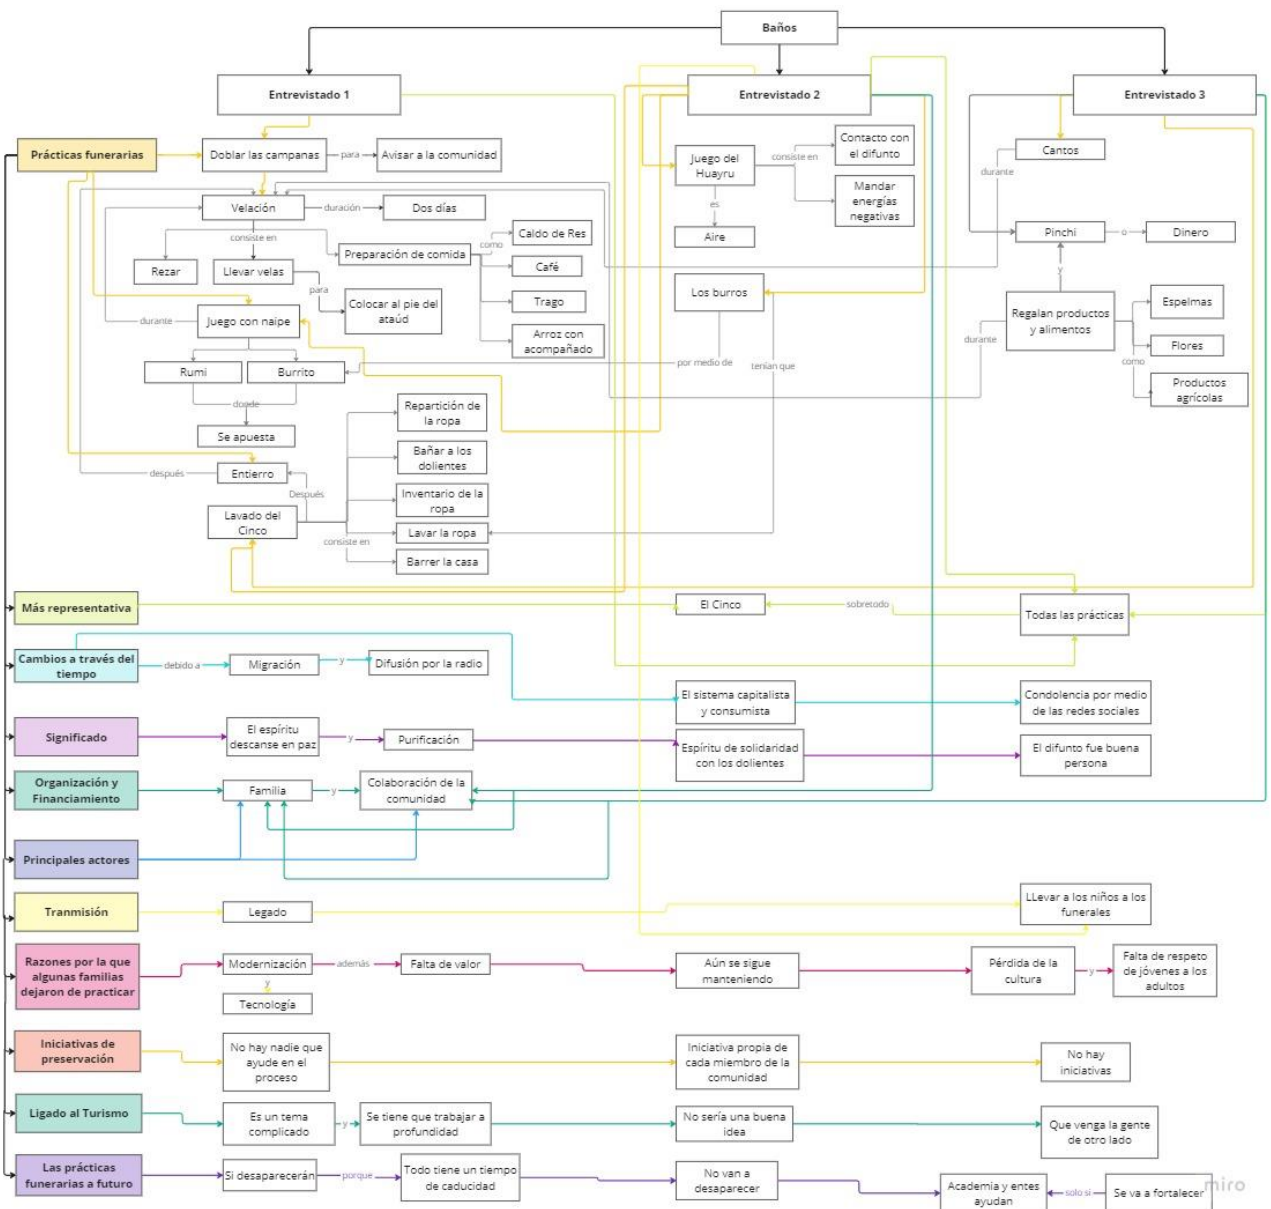 Baños
Entrevistado 1
Entrevistado 2
Entrevistado 3
Prácticas funerarias
Doblar las campanas
para
Avisar a la comunidad
Juego del
Huayru
consiste en
Contacto con
el difunto
Mandar
energías
negativas
es
Aire
Cantos
durante
Velación
duración
Dos días
consiste en
Rezar
Llevar velas
Preparación de comida
como
Caldo de Res
Café
Trago
Arroz con
acompañado
para
Colocar al pie del
ataúd
Pinchi
o
Dinero
y
Regalan productos
y alimentos
durante
como
Espelmas
Flores
Productos
agrícolas
Los burros
por medio de
tenían que
durante
Juego con naipe
Rumi
Burrito
donde
Se apuesta
después
Entierro
Después
Lavado del
Cinco
consiste en
Repartición de
la ropa
Bañar a los
dolientes
Inventario de la
ropa
Lavar la ropa
Barrer la casa
Más representativa
El Cinco
sobretodo
Todas las prácticas
Cambios a través del
tiempo
debido a
Migración
y
Difusión por la radio
El sistema capitalista
y consumista
Condolencia por medio
de las redes sociales
Significado
El espíritu
descanse en paz
y
Purificación
Espíritu de solidaridad
con los dolientes
El difunto fue buena
persona
Organización y
Financiamiento
Familia
y
Colaboración de la
comunidad
Principales actores
Tranmisión
Legado
LLevar a los niños a los
funerales
Razones por la que
algunas familias
dejaron de practicar
Modernización
además
Falta de valor
y
Tecnología
Aún se sigue
manteniendo
Pérdida de la
cultura
y
Falta de respeto
de jóvenes a los
adultos
Iniciativas de
preservación
No hay nadie que
ayude en el
proceso
Iniciativa propia de
cada miembro de la
comunidad
No hay
iniciativas
Ligado al Turismo
Es un tema
complicado
y
Se tiene que trabajar a
profundidad
No sería una buena
idea
Que venga la gente
de otro lado
Las prácticas
funerarias a futuro
Si desaparecerán
porque
Todo tiene un tiempo
de caducidad
No van a
desaparecer
Academia y entes
ayudan
solo si
Se va a fortalecer
miro